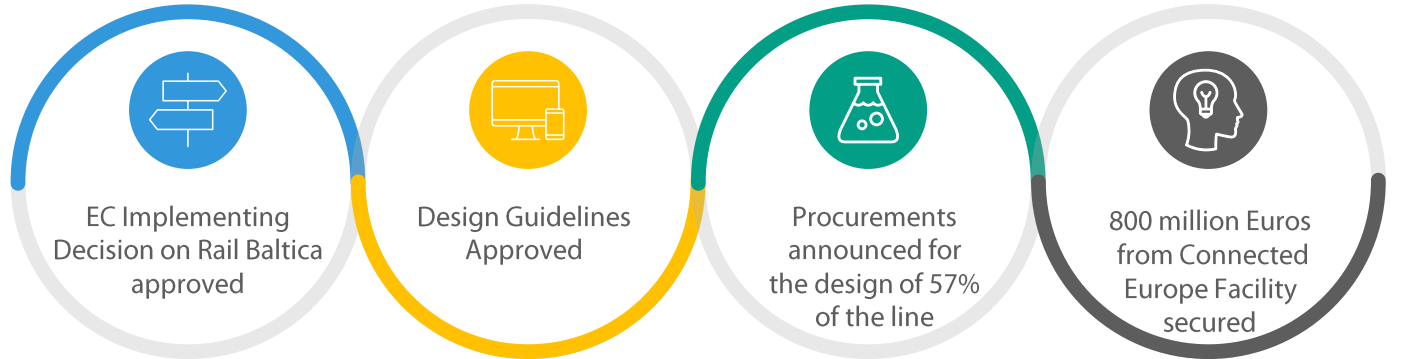 EC Implementing
Decision on Rail Baltica
approved
Design Guidelines
Approved
Procurements
announced for
the design of 57%
of the line
800 million Euros
from Connected
Europe Facility
secured